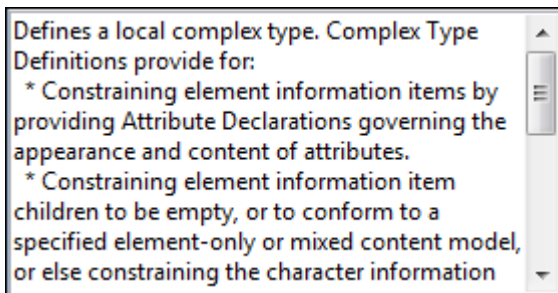 Defines a local complex type. Complex Type
Definitions provide for:
* Constraining element information items by
providing Attribute Declarations governing the
appearance and content of attributes.
* Constraining element information item
children to be empty, or to conform to a
specified element-only or mixed content model,
or else constraining the character information